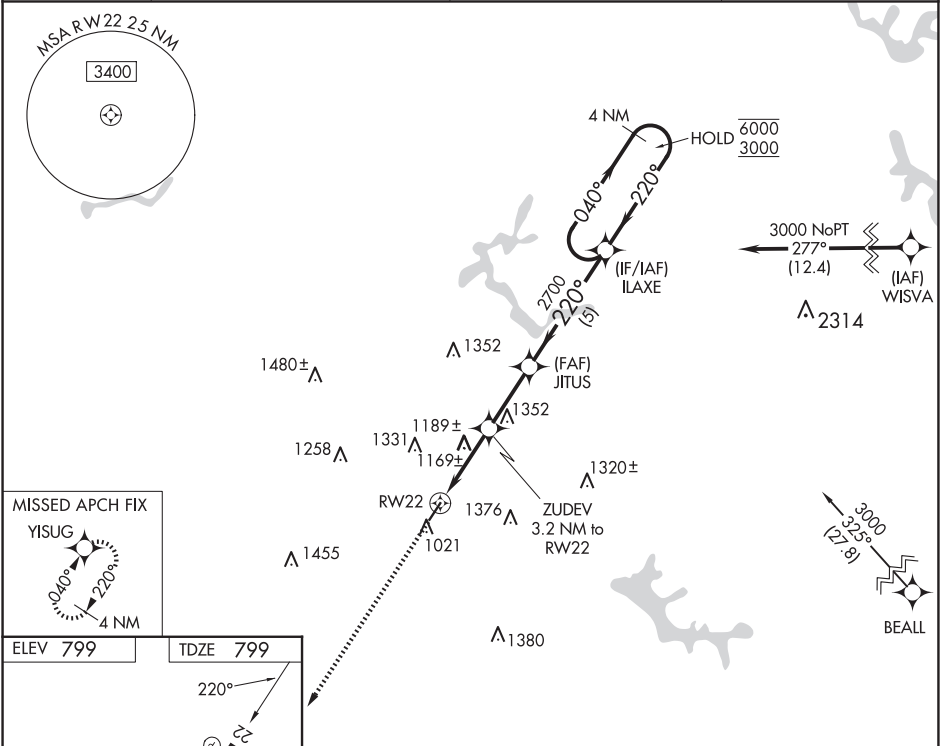 MSA RW22 25 NM
3400
4 NM
HOLD 6000
3000
040°
220°
3000 NoPT
277°
(12.4)
(IAF)
WISVA
(IF/IAF)
ILAXE
2700
220°
(5)
2314
1352
1480±
(FAF)
JITUS
1352
1189±
1331
1258
1169±
1320±
RW22
1376
ZUDEV
3.2 NM to
RW22
1021
1455
3000
325°
(27.8)
BEALL
MISSED APCH FIX
YISUG
040°
220°
4 NM
1380
ELEV 799
TDZE 799
220°
22